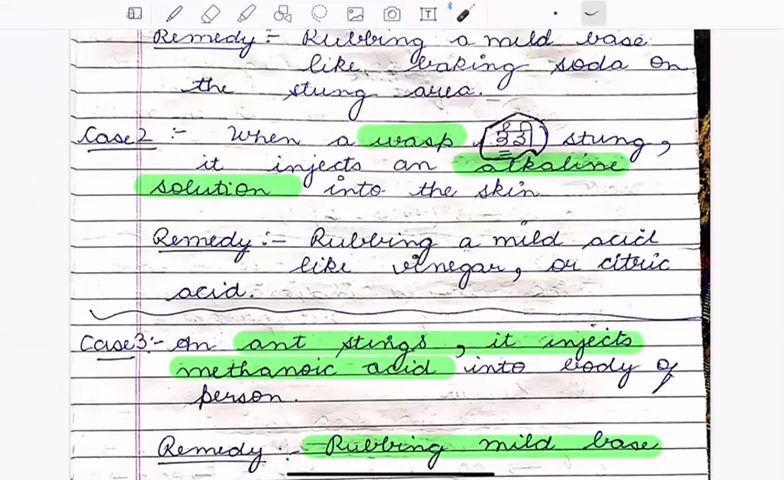 Remedy :- Rubbing a mild base
like baking soda on
the stung area.
Case 2 :- When a wasp stung,
it injects an alkaline
solution into the skin
Remedy :- Rubbing a mild acid
like vinegar, or citric
acid.
Case 3:- An ant stings, it injects
methanoic acid into body of
person.
Remedy :- Rubbing mild base